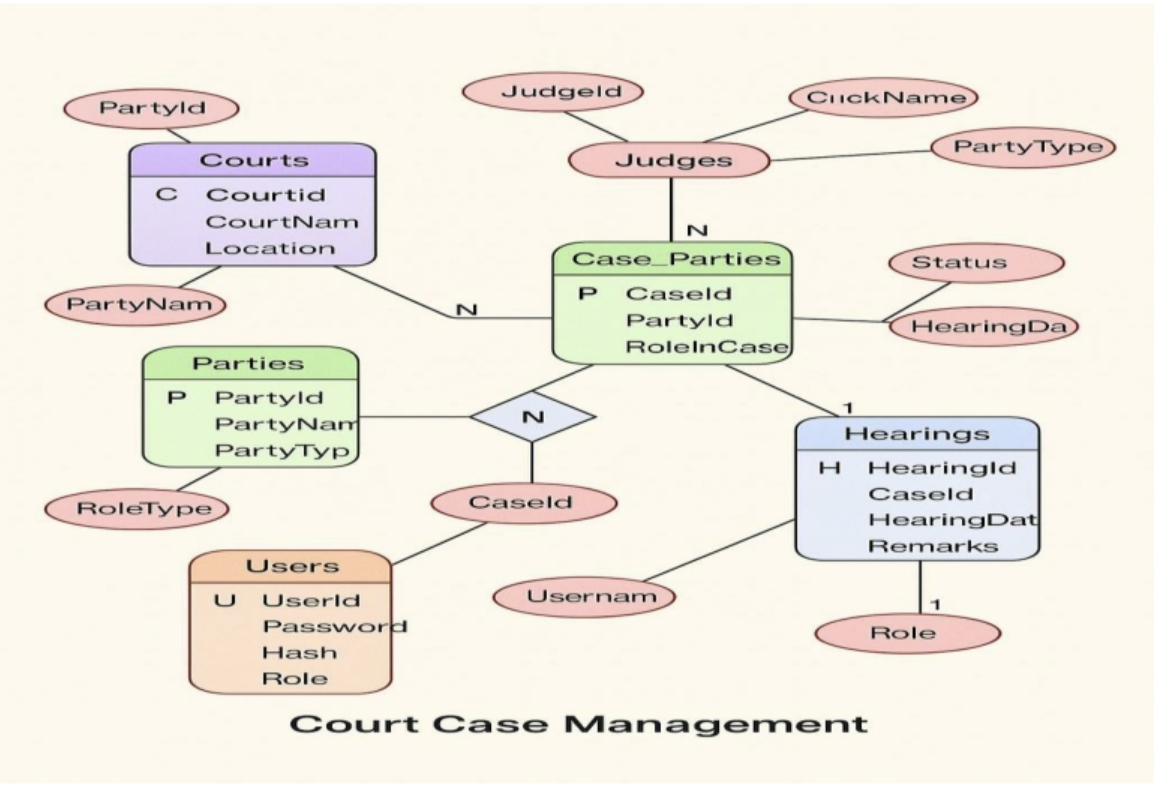 JudgeId
CuckName
PartyId
PartyType
Judges
Courts
C Courtid
CourtNam
Location
N
Case_Parties
Status
P CaseId
PartyId
RoleInCase
PartyNam
N
HearingDa
Parties
P PartyId
PartyNam
PartyTyp
N
1
Hearings
H HearingId
CaseId
HearingDat
Remarks
RoleType
CaseId
Users
U UserId
Password
Hash
Role
Usernam
1
Role
Court Case Management